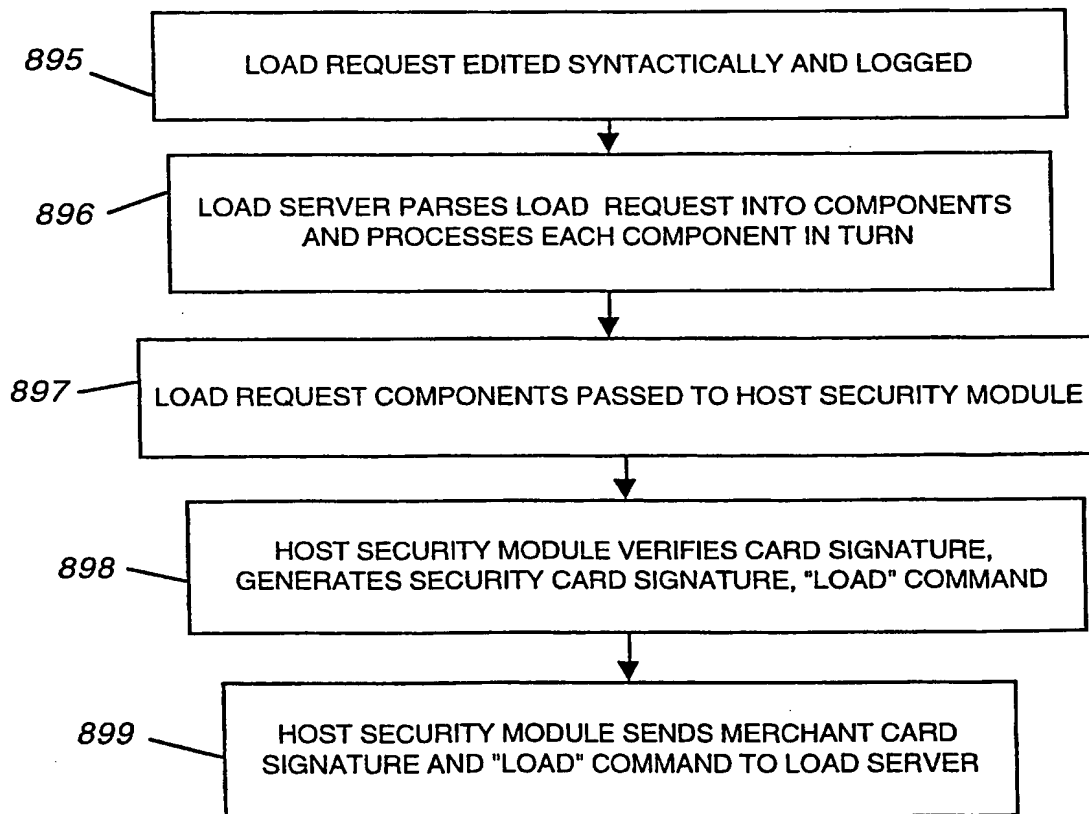 895
LOAD REQUEST EDITED SYNTACTICALLY AND LOGGED
896
LOAD SERVER PARSES LOAD REQUEST INTO COMPONENTS
AND PROCESSES EACH COMPONENT IN TURN
897
LOAD REQUEST COMPONENTS PASSED TO HOST SECURITY MODULE
898
HOST SECURITY MODULE VERIFIES CARD SIGNATURE,
GENERATES SECURITY CARD SIGNATURE, "LOAD" COMMAND
899
HOST SECURITY MODULE SENDS MERCHANT CARD
SIGNATURE AND "LOAD" COMMAND TO LOAD SERVER